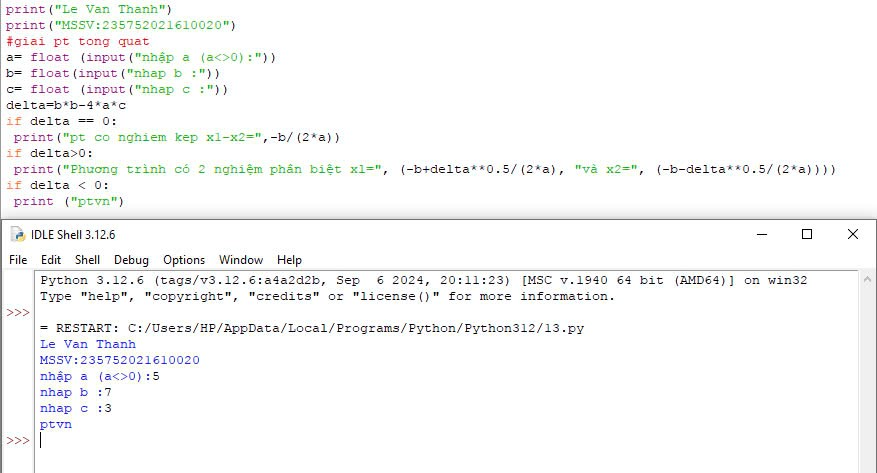 print("Le Van Thanh")
print("MSSV:235752021610020")
#giai pt tong quat
a= float (input("nhập a (a<>0):"))
b= float(input("nhap b :"))
c= float (input("nhap c :"))
delta=b*b-4*a*c
if delta == 0:
 print("pt co nghiem kep x1-x2=",-b/(2*a))
if delta>0:
 print("Phương trình có 2 nghiệm phân biệt x1=", (-b+delta**0.5/(2*a), "và x2=", (-b-delta**0.5/(2*a))))
if delta < 0:
 print ("ptvn")
IDLE Shell 3.12.6
File Edit Shell Debug Options Window Help
Python 3.12.6 (tags/v3.12.6:a4a2d2b, Sep  6 2024, 20:11:23) [MSC v.1940 64 bit (AMD64)] on win32
Type "help", "copyright", "credits" or "license()" for more information.
>>>
= RESTART: C:/Users/HP/AppData/Local/Programs/Python/Python312/13.py
Le Van Thanh
MSSV:235752021610020
nhập a (a<>0):5
nhap b :7
nhap c :3
ptvn
>>>